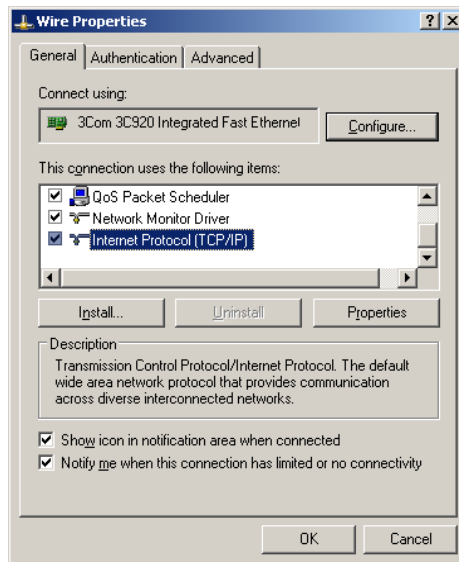 Wire Properties
General Authentication Advanced
Connect using:
3Com 3C920 Integrated Fast Ethernet Configure...
This connection uses the following items:
QoS Packet Scheduler
Network Monitor Driver
Internet Protocol (TCP/IP)
Install... Uninstall Properties
Description
Transmission Control Protocol/Internet Protocol. The default
wide area network protocol that provides communication
across diverse interconnected networks.
Show icon in notification area when connected
Notify me when this connection has limited or no connectivity
OK Cancel